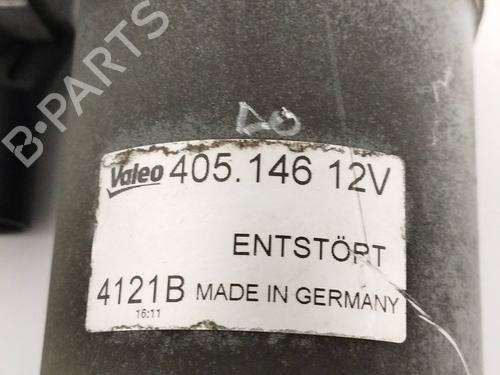 B-PARTS
Valeo 405.146 12V
ENTSTÖRT
4121B MADE IN GERMANY
16:11